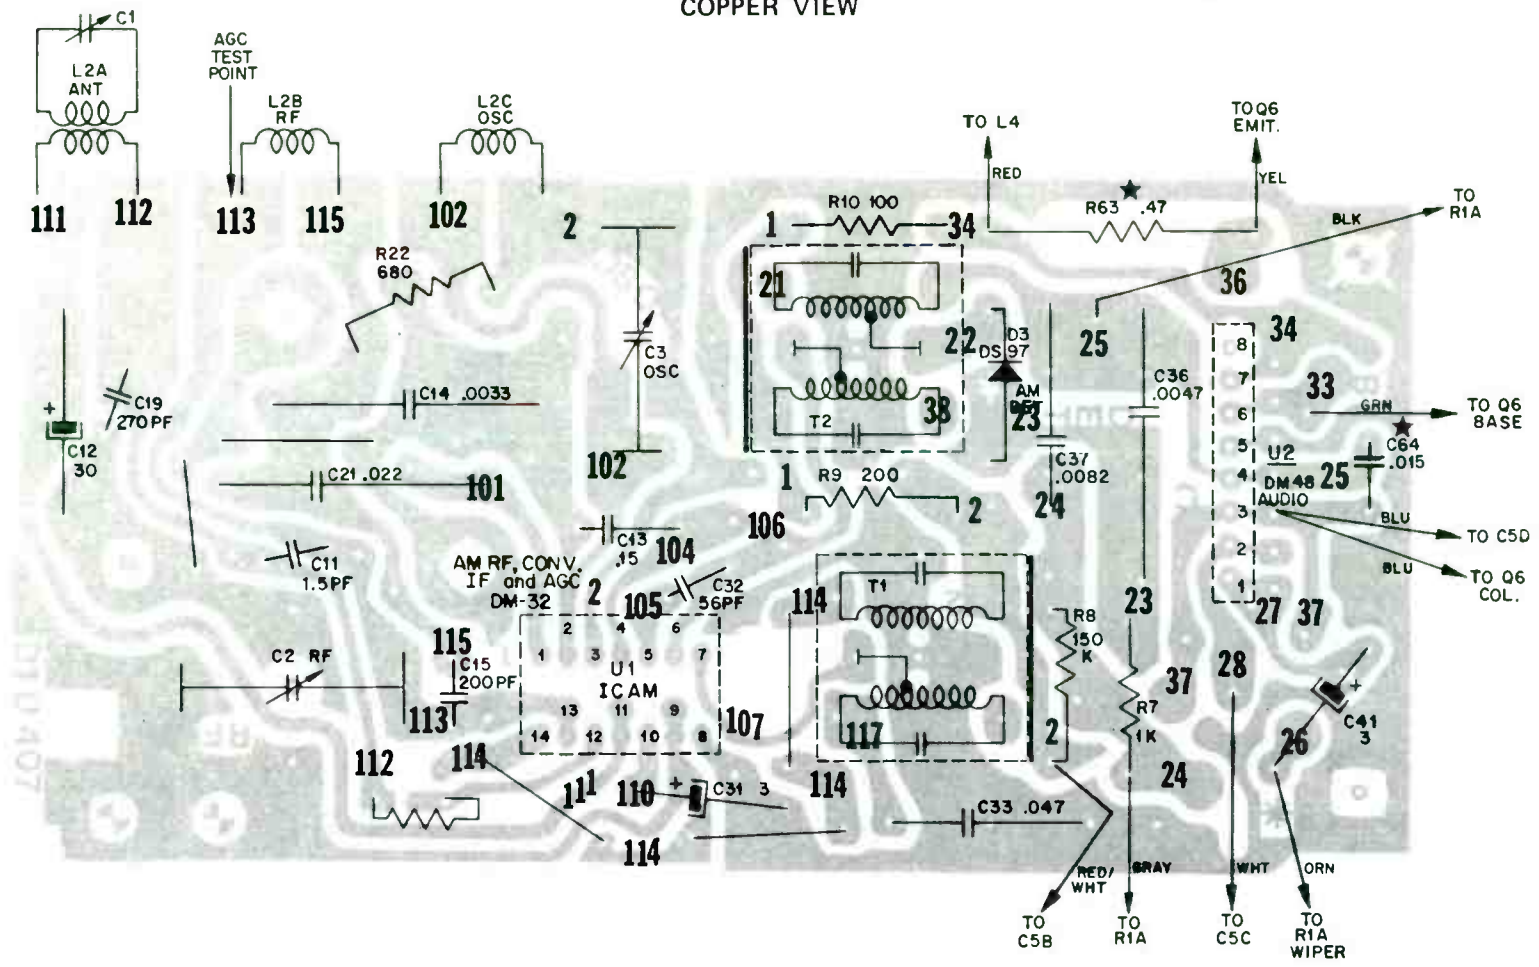 COPPER VIEW
C1
L2A
ANT
AGC
TEST
POINT
L2B
RF
L2C
OSC
TO L4
RED
TO Q6
EMIT.
YEL
R63 .47
BLK
TO
R1A
111
112
113
115
102
2
1
R10 100
34
R22
680
21
22
36
34
C3
OSC
D3
DS 97
AM
DET
23
25
C36
.0047
8
7
6
5
4
3
2
1
33
GRN
TO Q6
BASE
C19
270 PF
C14 .0033
+
C12
30
T2
38
C37
.0082
U2
DM48
AUDIO
25
C64
.015
102
C21 .022
101
1
R9 200
2
24
BLU
TO C5D
BLU
TO Q6
COL.
106
C13
.15
104
C11
1.5PF
AM RF, CONV.
IF and AGC
DM-32
2
105
C32
56PF
114
T1
R8
150
K
23
27
37
2
4
6
1
3
5
7
U1
ICAM
13
11
9
14
12
10
8
C2 RF
115
C15
200PF
113
107
117
2
37
R7
1K
28
+
C41
3
26
DTU407
RF
112
114
111
110
+
C31 3
114
24
C33 .047
114
RED/
WHT
GRAY
WHT
ORN
TO
C5B
TO
R1A
TO
C5C
TO
R1A
WIPER